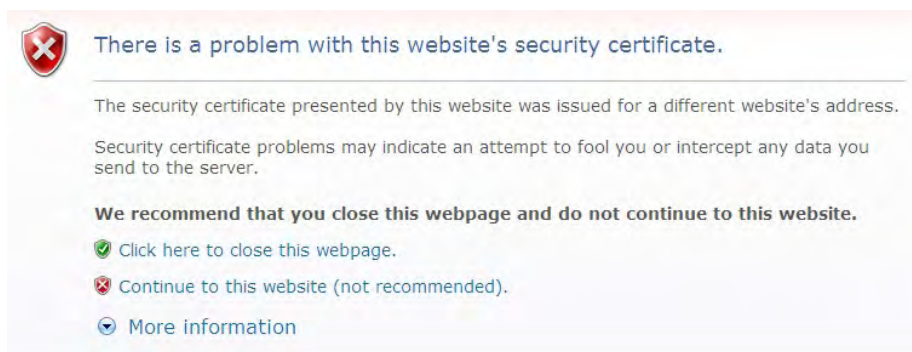 There is a problem with this website's security certificate.
The security certificate presented by this website was issued for a different website's address.
Security certificate problems may indicate an attempt to fool you or intercept any data you
send to the server.
We recommend that you close this webpage and do not continue to this website.
Click here to close this webpage.
Continue to this website (not recommended).
More information